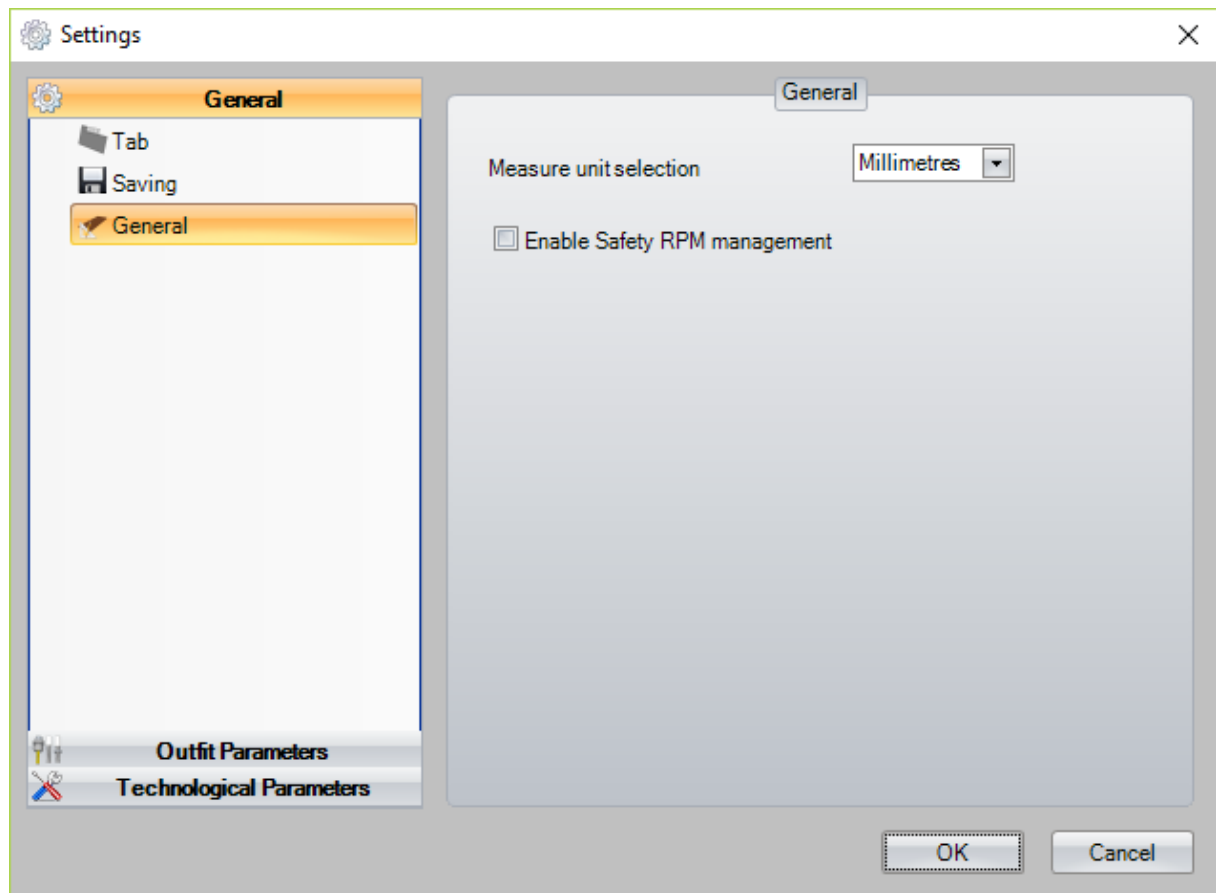 Settings
General
Tab
Saving
General
Outfit Parameters
Technological Parameters
General
Measure unit selection
Millimetres
Enable Safety RPM management
OK
Cancel